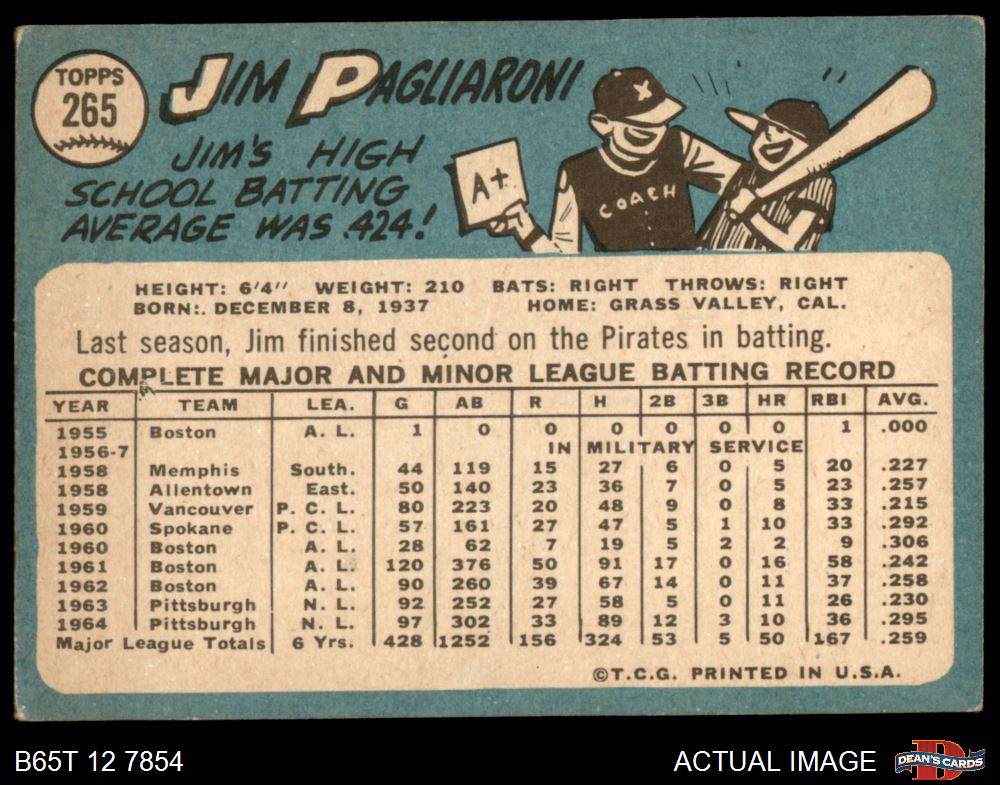 TOPPS
265
JIM PAGLIARONI
JIM'S HIGH
SCHOOL BATTING
AVERAGE WAS .424!
A+
X
COACH
HEIGHT: 6'4" WEIGHT: 210 BATS: RIGHT THROWS: RIGHT
BORN:. DECEMBER 8, 1937 HOME: GRASS VALLEY, CAL.
Last season, Jim finished second on the Pirates in batting.
COMPLETE MAJOR AND MINOR LEAGUE BATTING RECORD
YEAR TEAM LEA. G AB R H 2B 3B HR RBI AVG.
1955 Boston A. L. 1 0 0 0 0 0 0 1 .000
1956-7 IN MILITARY SERVICE
1958 Memphis South. 44 119 15 27 6 0 5 20 .227
1958 Allentown East. 50 140 23 36 7 0 5 23 .257
1959 Vancouver P. C. L. 80 223 20 48 9 0 8 33 .215
1960 Spokane P. C. L. 57 161 27 47 5 1 10 33 .292
1960 Boston A. L. 28 62 7 19 5 2 2 9 .306
1961 Boston A. L. 120 376 50 91 17 0 16 58 .242
1962 Boston A. L. 90 260 39 67 14 0 11 37 .258
1963 Pittsburgh N. L. 92 252 27 58 5 0 11 26 .230
1964 Pittsburgh N. L. 97 302 33 89 12 3 10 36 .295
Major League Totals 6 Yrs. 428 1252 156 324 53 5 50 167 .259
©T.C.G. PRINTED IN U.S.A.
B65T 12 7854 ACTUAL IMAGE DEAN'S CARDS